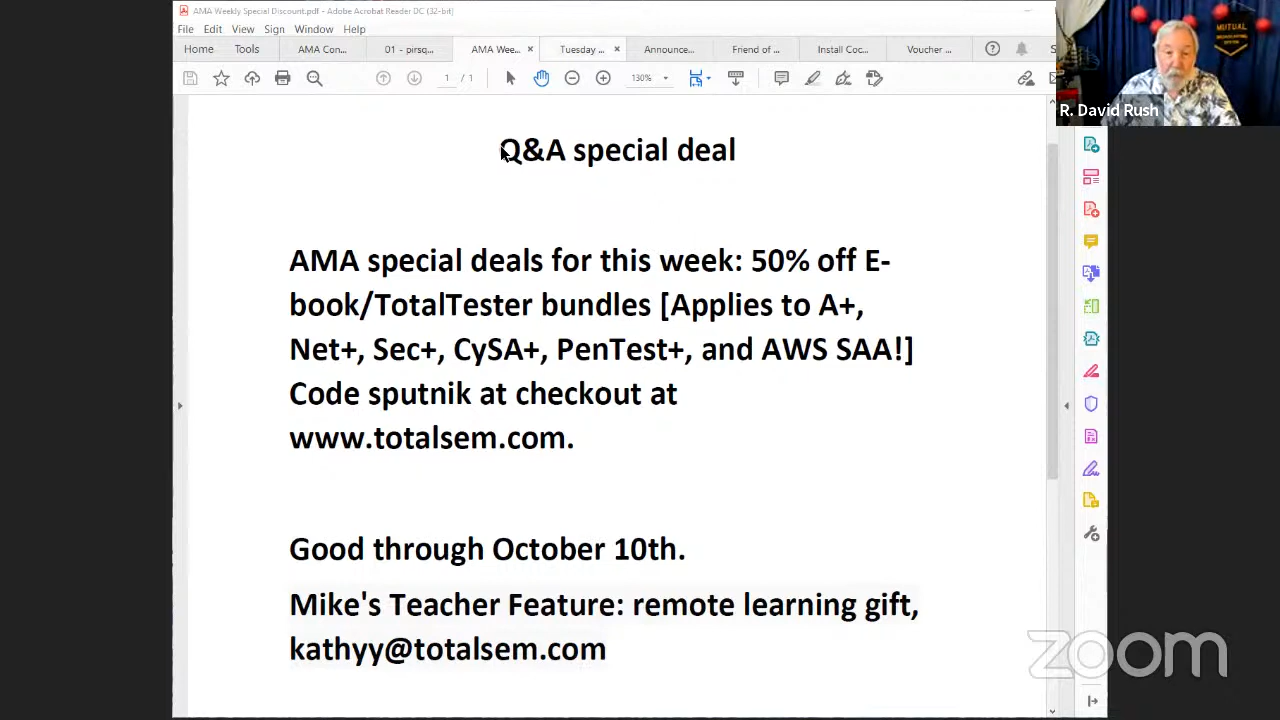 AMA Weekly Special Discount.pdf - Adobe Acrobat Reader DC (32-bit)
File Edit View Sign Window Help
Home Tools AMA Con... 01 - pirsq... AMA Wee... × Tuesday ... × Announce... Friend of ... Install Coc... Voucher ...
1 / 1 130%
MUTUAL
BROADCASTING
SYSTEM
R. David Rush
Q&A special deal
AMA special deals for this week: 50% off E-
book/TotalTester bundles [Applies to A+,
Net+, Sec+, CySA+, PenTest+, and AWS SAA!]
Code sputnik at checkout at
www.totalsem.com.
Good through October 10th.
Mike's Teacher Feature: remote learning gift,
kathyy@totalsem.com
zoom